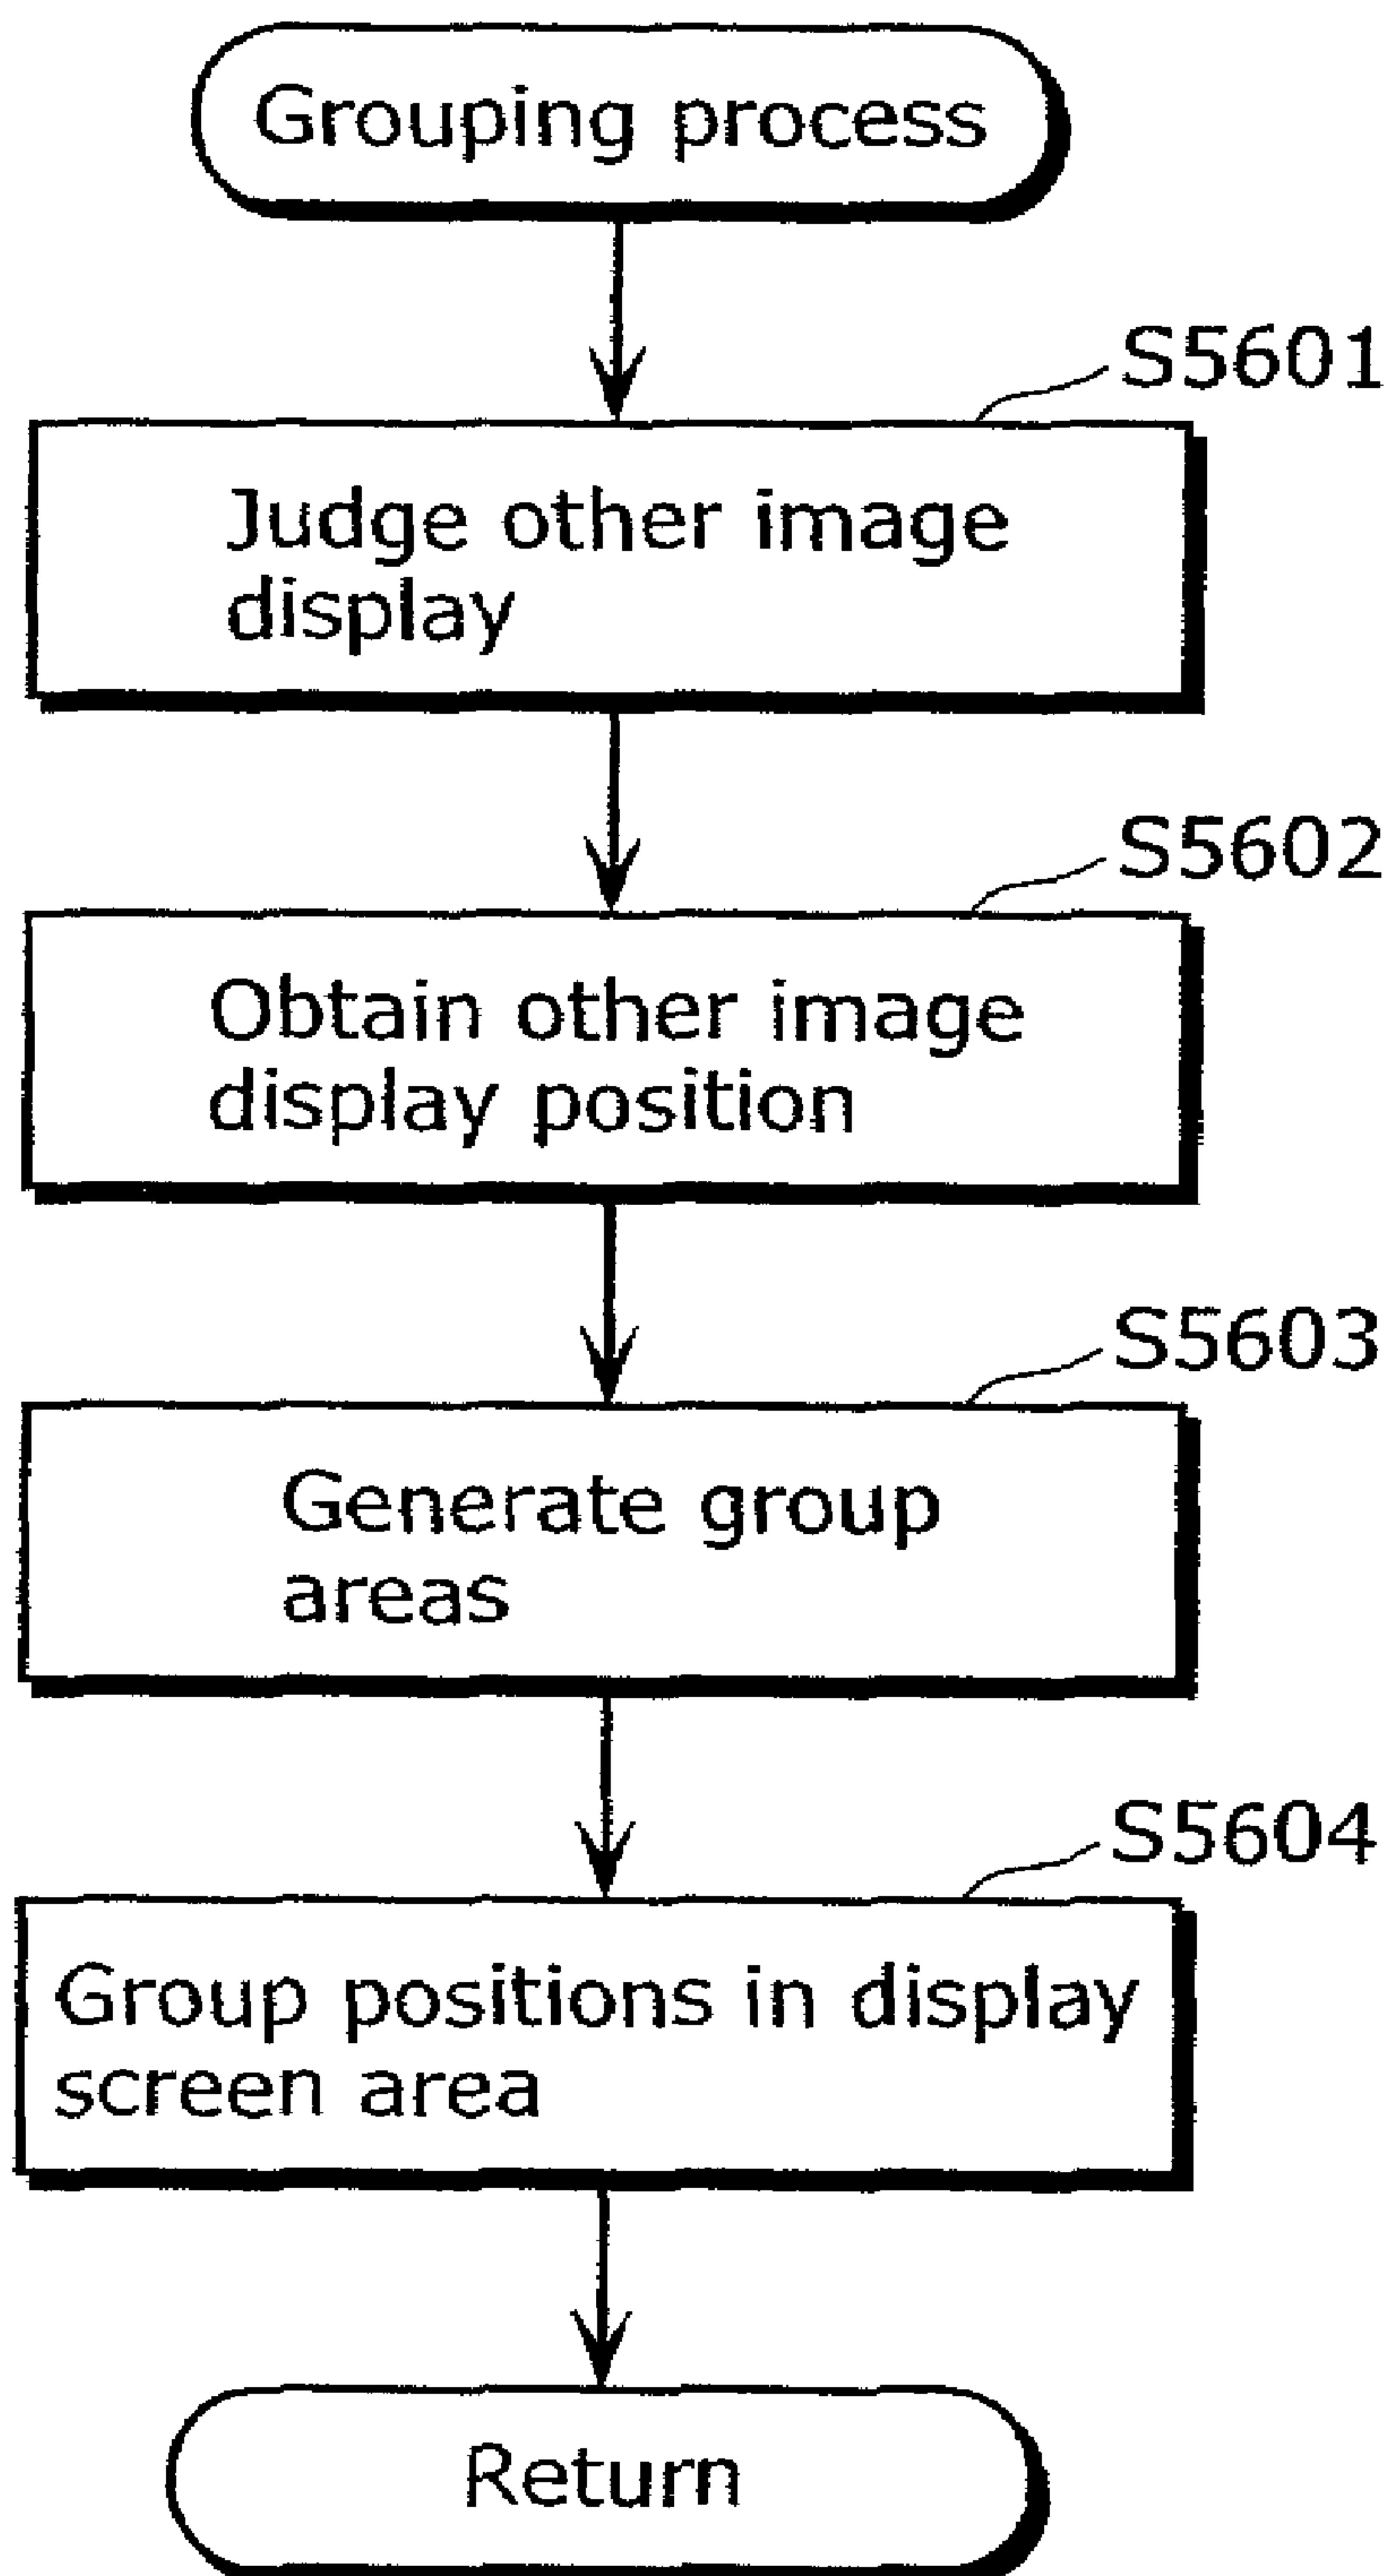 Grouping process
S5601
Judge other image
display
S5602
Obtain other image
display position
S5603
Generate group
areas
S5604
Group positions in display
screen area
Return